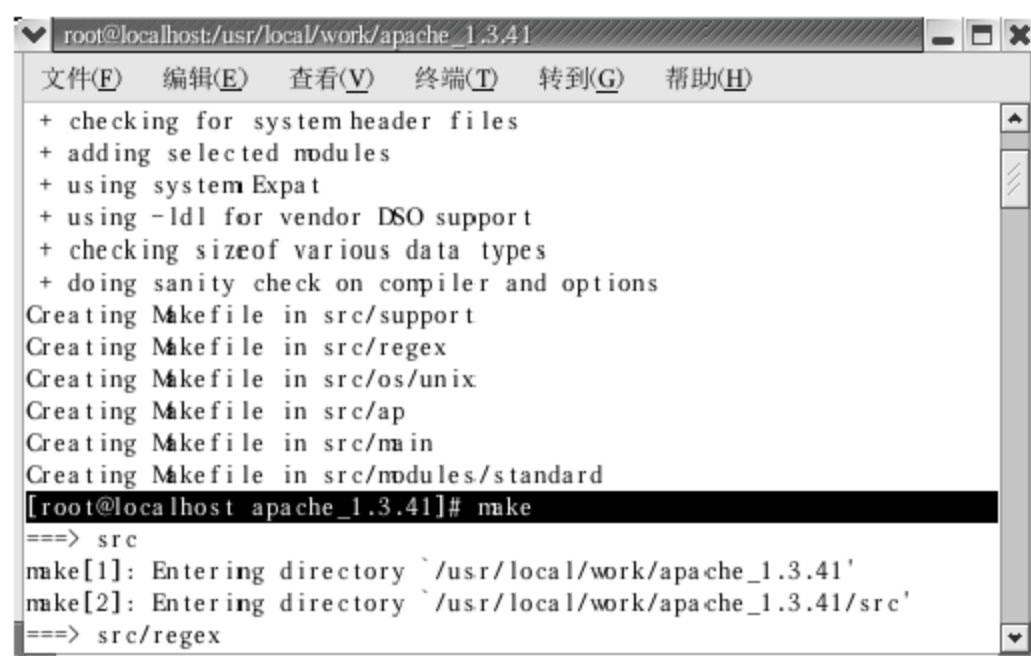 root@localhost:/usr/local/work/apache_1.3.41
文件(F) 编辑(E) 查看(V) 终端(T) 转到(G) 帮助(H)
+ checking for system header files
+ adding selected modules
+ using system Expat
+ using -ldl for vendor DSO support
+ checking sizeof various data types
+ doing sanity check on compiler and options
Creating Makefile in src/support
Creating Makefile in src/regex
Creating Makefile in src/os/unix
Creating Makefile in src/ap
Creating Makefile in src/main
Creating Makefile in src/modules/standard
[root@localhost apache_1.3.41]# make
===> src
make[1]: Entering directory `/usr/local/work/apache_1.3.41'
make[2]: Entering directory `/usr/local/work/apache_1.3.41/src'
===> src/regex